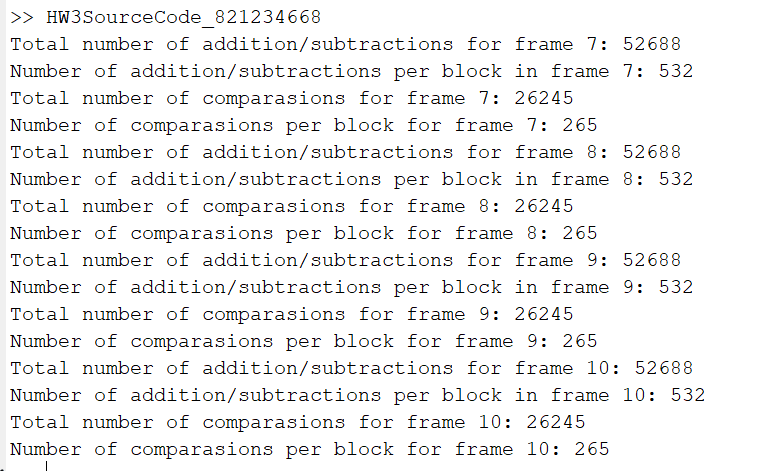 >> HW3SourceCode_821234668
Total number of addition/subtractions for frame 7: 52688
Number of addition/subtractions per block in frame 7: 532
Total number of comparasions for frame 7: 26245
Number of comparasions per block for frame 7: 265
Total number of addition/subtractions for frame 8: 52688
Number of addition/subtractions per block in frame 8: 532
Total number of comparasions for frame 8: 26245
Number of comparasions per block for frame 8: 265
Total number of addition/subtractions for frame 9: 52688
Number of addition/subtractions per block in frame 9: 532
Total number of comparasions for frame 9: 26245
Number of comparasions per block for frame 9: 265
Total number of addition/subtractions for frame 10: 52688
Number of addition/subtractions per block in frame 10: 532
Total number of comparasions for frame 10: 26245
Number of comparasions per block for frame 10: 265